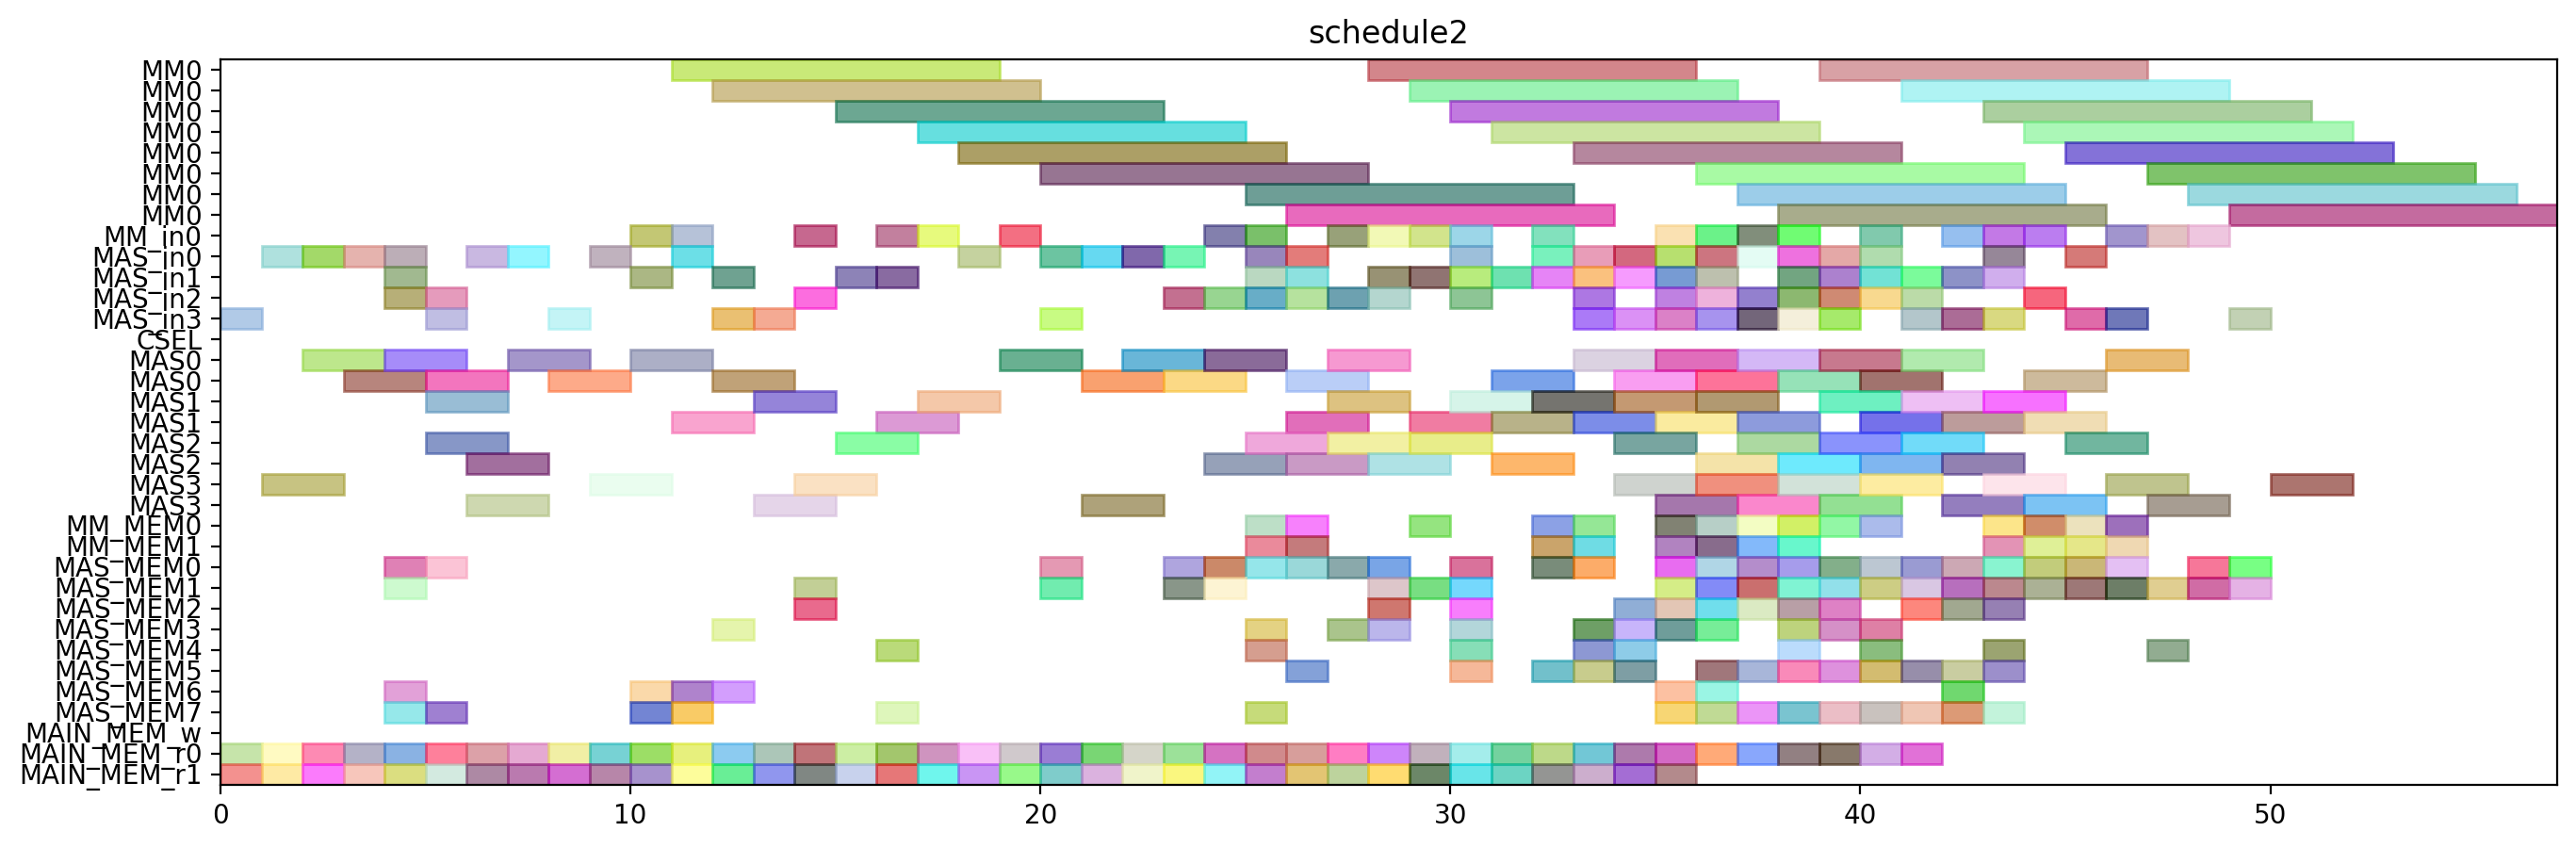 schedule2
MM0
MM0
MM0
MM0
MM0
MM0
MM0
MM0
MM_in0
MAS_in0
MAS_in1
MAS_in2
MAS_in3
CSEL
MAS0
MAS0
MAS1
MAS1
MAS2
MAS2
MAS3
MAS3
MM_MEM0
MM_MEM1
MAS_MEM0
MAS_MEM1
MAS_MEM2
MAS_MEM3
MAS_MEM4
MAS_MEM5
MAS_MEM6
MAS_MEM7
MAIN_MEM_w
MAIN_MEM_r0
MAIN_MEM_r1
0 10 20 30 40 50